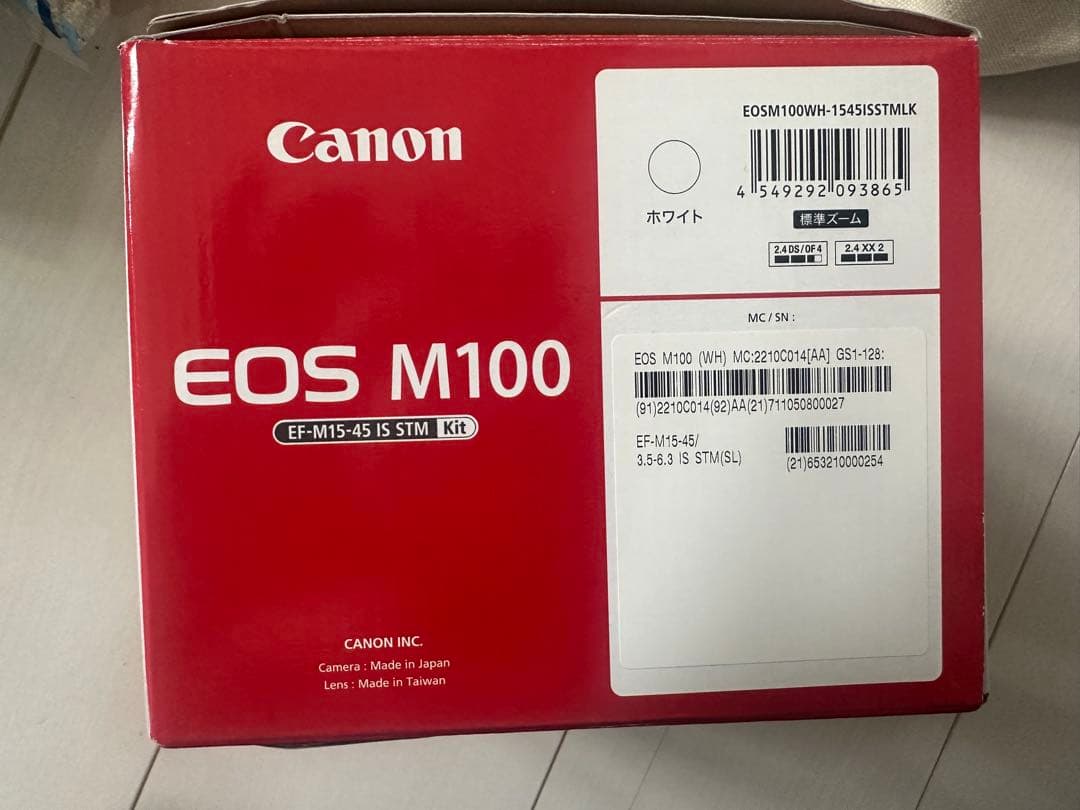 Canon
EOS M100
EF-M15-45 IS STM Kit
CANON INC.
Camera : Made in Japan
Lens : Made in Taiwan
EOSM100WH-1545ISSTMLK
4 549292 093865
ホワイト
標準ズーム
2.4 DS/OF 4
2.4 XX 2
MC / SN :
EOS M100 (WH) MC:2210C014[AA] GS1-128:
(91)2210C014(92)AA(21)711050800027
EF-M15-45/
3.5-6.3 IS STM(SL)
(21)653210000254